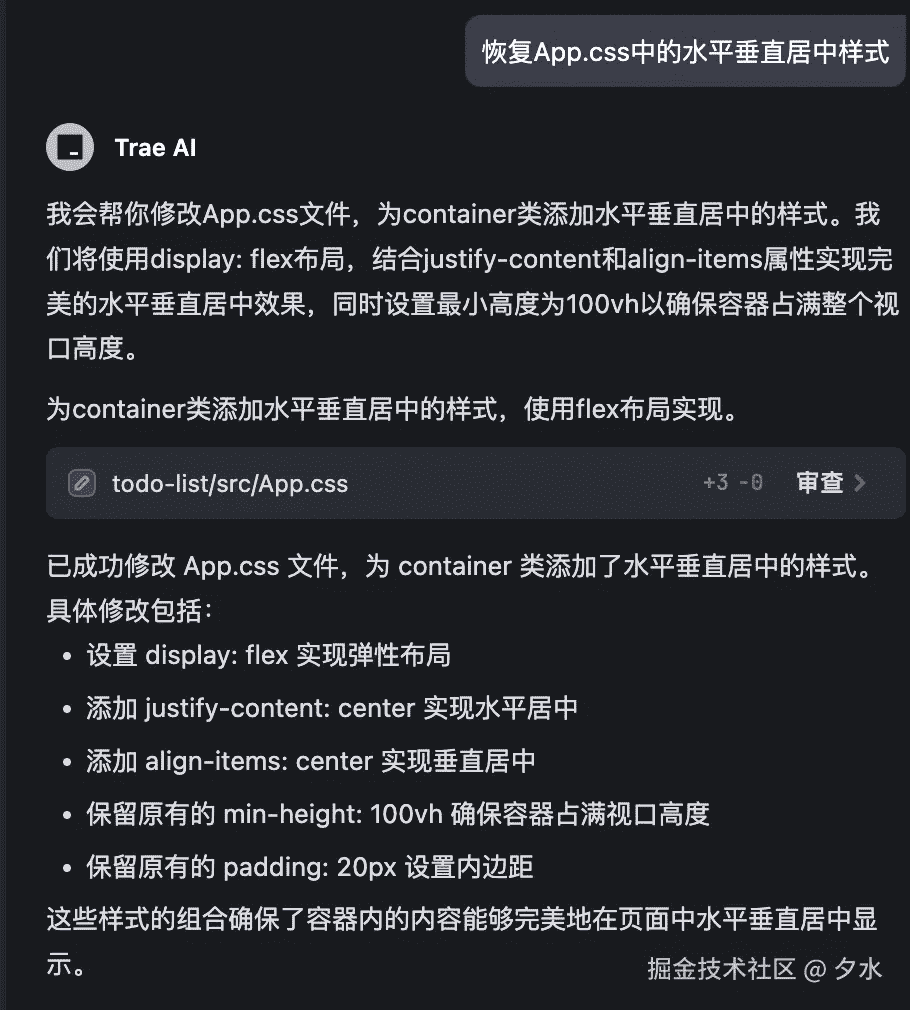 恢复App.css中的水平垂直居中样式
Trae AI
我会帮你修改App.css文件，为container类添加水平垂直居中的样式。我
们将使用display: flex布局，结合justify-content和align-items属性实现完
美的水平垂直居中效果，同时设置最小高度为100vh以确保容器占满整个视
口高度。
为container类添加水平垂直居中的样式，使用flex布局实现。
todo-list/src/App.css +3 -0 审查
已成功修改 App.css 文件，为 container 类添加了水平垂直居中的样式。
具体修改包括：
• 设置 display: flex 实现弹性布局
• 添加 justify-content: center 实现水平居中
• 添加 align-items: center 实现垂直居中
• 保留原有的 min-height: 100vh 确保容器占满视口高度
• 保留原有的 padding: 20px 设置内边距
这些样式的组合确保了容器内的内容能够完美地在页面中水平垂直居中显
示。
掘金技术社区 @ 夕水